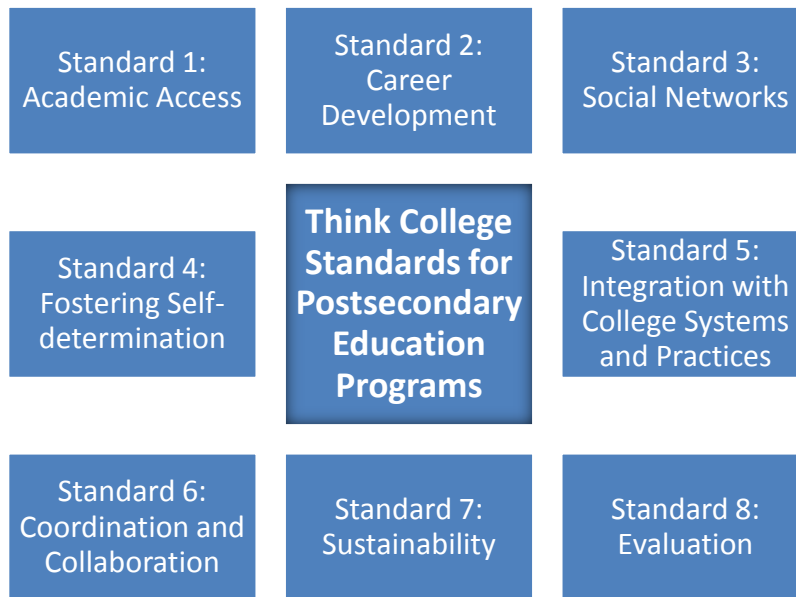 Standard 1:
Academic Access
Standard 2:
Career
Development
Standard 3:
Social Networks
Standard 4:
Fostering Self-
determination
Think College
Standards for
Postsecondary
Education
Programs
Standard 5:
Integration with
College Systems
and Practices
Standard 6:
Coordination and
Collaboration
Standard 7:
Sustainability
Standard 8:
Evaluation